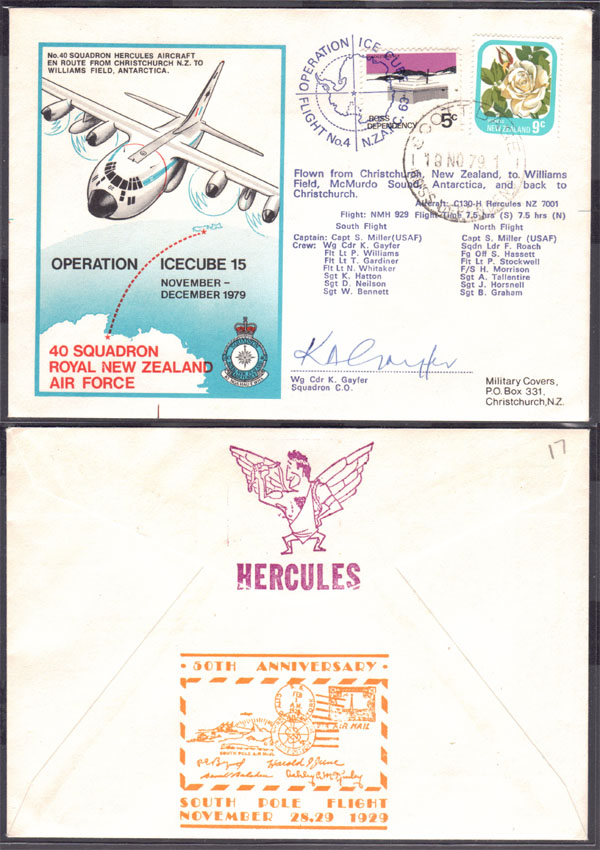 No. 40 SQUADRON HERCULES AIRCRAFT
EN ROUTE FROM CHRISTCHURCH N.Z. TO
WILLIAMS FIELD, ANTARCTICA.
OPERATION ICE CUBE
FLIGHT No. 4
N.Z.
63
5c
ROSS
DEPENDENCY
NEW ZEALAND 9c
SCOTT BASE
18 NO 79
Flown from Christchurch, New Zealand, to Williams
Field, McMurdo Sound, Antarctica, and back to
Christchurch.
Aircraft: C130-H Hercules NZ 7001
Flight: NMH 929 Flight Time 7.5 hrs (S) 7.5 hrs (N)
South Flight North Flight
Captain: Capt S. Miller(USAF) Capt S. Miller(USAF)
Crew: Wg Cdr K. Gayfer Sqdn Ldr F. Roach
Flt Lt P. Williams Fg Off S. Hassett
Flt Lt T. Gardiner Flt Lt P. Stockwell
Flt Lt N. Whitaker F/S H. Morrison
Sgt K. Hatton Sgt A. Tallentire
Sgt D. Neilson Sgt J. Horsnell
Sgt W. Bennett Sgt B. Graham
OPERATION ICECUBE 15
NOVEMBER –
DECEMBER 1979
40 SQUADRON
ROYAL NEW ZEALAND
AIR FORCE
K A Gayfer
Wg Cdr K. Gayfer
Squadron C.O.
Military Covers,
P.O. Box 331,
Christchurch, N.Z.
17
HERCULES
• 50TH ANNIVERSARY •
AIR MAIL
SOUTH POLE
SOUTH POLE FLIGHT
NOVEMBER 28,29 1929